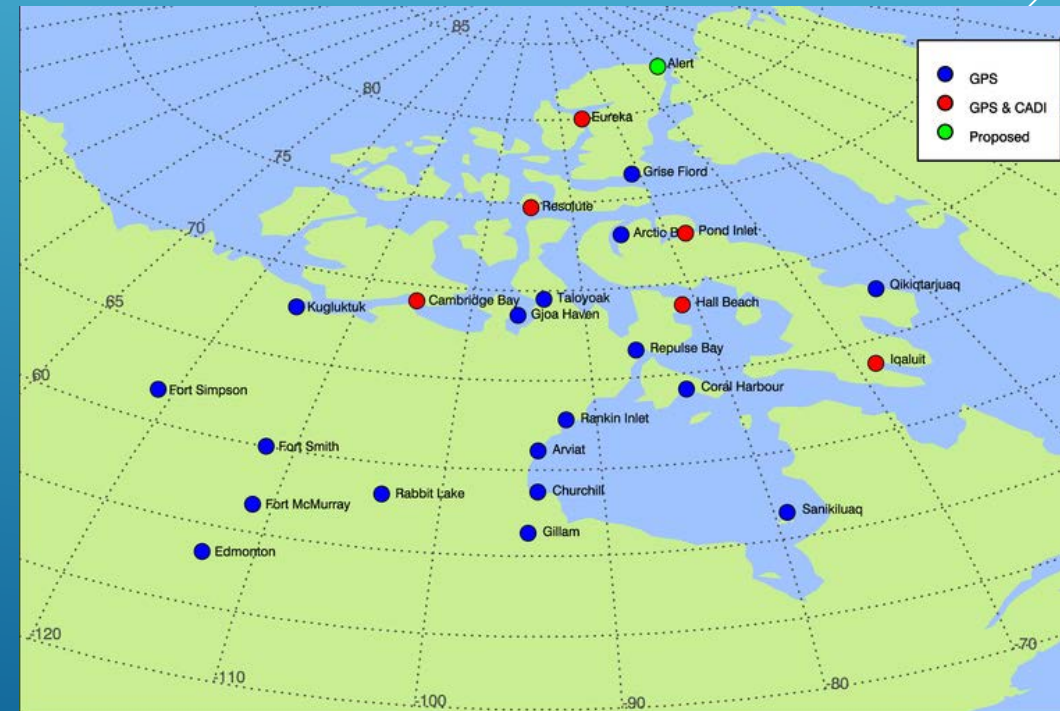 85
Alert
GPS
80
GPS & CADI
Eureka
Proposed
75
Grise Fiord
Resolute
70
Arctic B
Pond Inlet
Qikiqtarjuaq
65
Kugluktuk
Cambridge Bay
Taloyoak
Hall Beach
Gjoa Haven
Repulse Bay
Iqaluit
60
Fort Simpson
Coral Harbour
Rankin Inlet
Fort Smith
Arviat
Rabbit Lake
Churchill
Fort McMurray
Sanikiluaq
Gillam
Edmonton
-120
-70
-110
-80
-100
-90